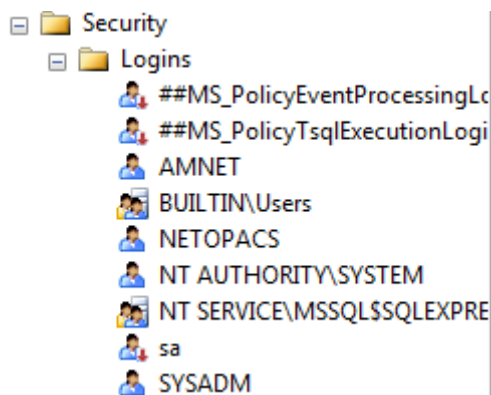 Security
Logins
##MS_PolicyEventProcessingLo
##MS_PolicyTsqlExecutionLogi
AMNET
BUILTIN\Users
NETOPACS
NT AUTHORITY\SYSTEM
NT SERVICE\MSSQL$SQLEXPRE
sa
SYSADM